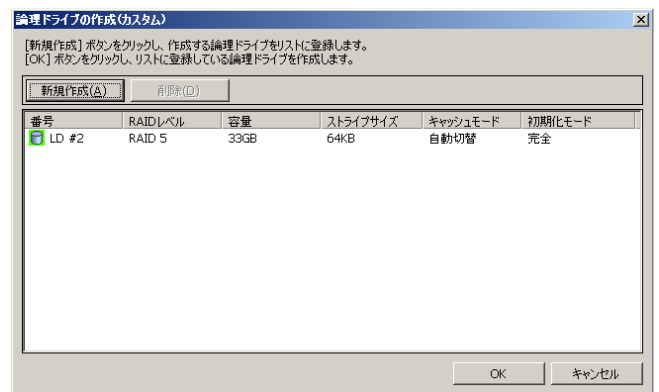 論理ドライブの作成(カスタム)
[新規作成] ボタンをクリックし、作成する論理ドライブをリストに登録します。
[OK] ボタンをクリックし、リストに登録している論理ドライブを作成します。
新規作成(A) 削除(D)
番号 RAIDレベル 容量 ストライプサイズ キャッシュモード 初期化モード
LD #2 RAID 5 33GB 64KB 自動切替 完全
OK キャンセル